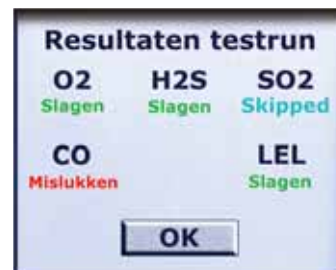 Resultaten testrun
O2 H2S SO2
Slagen Slagen Skipped
CO LEL
Mislukken Slagen
OK